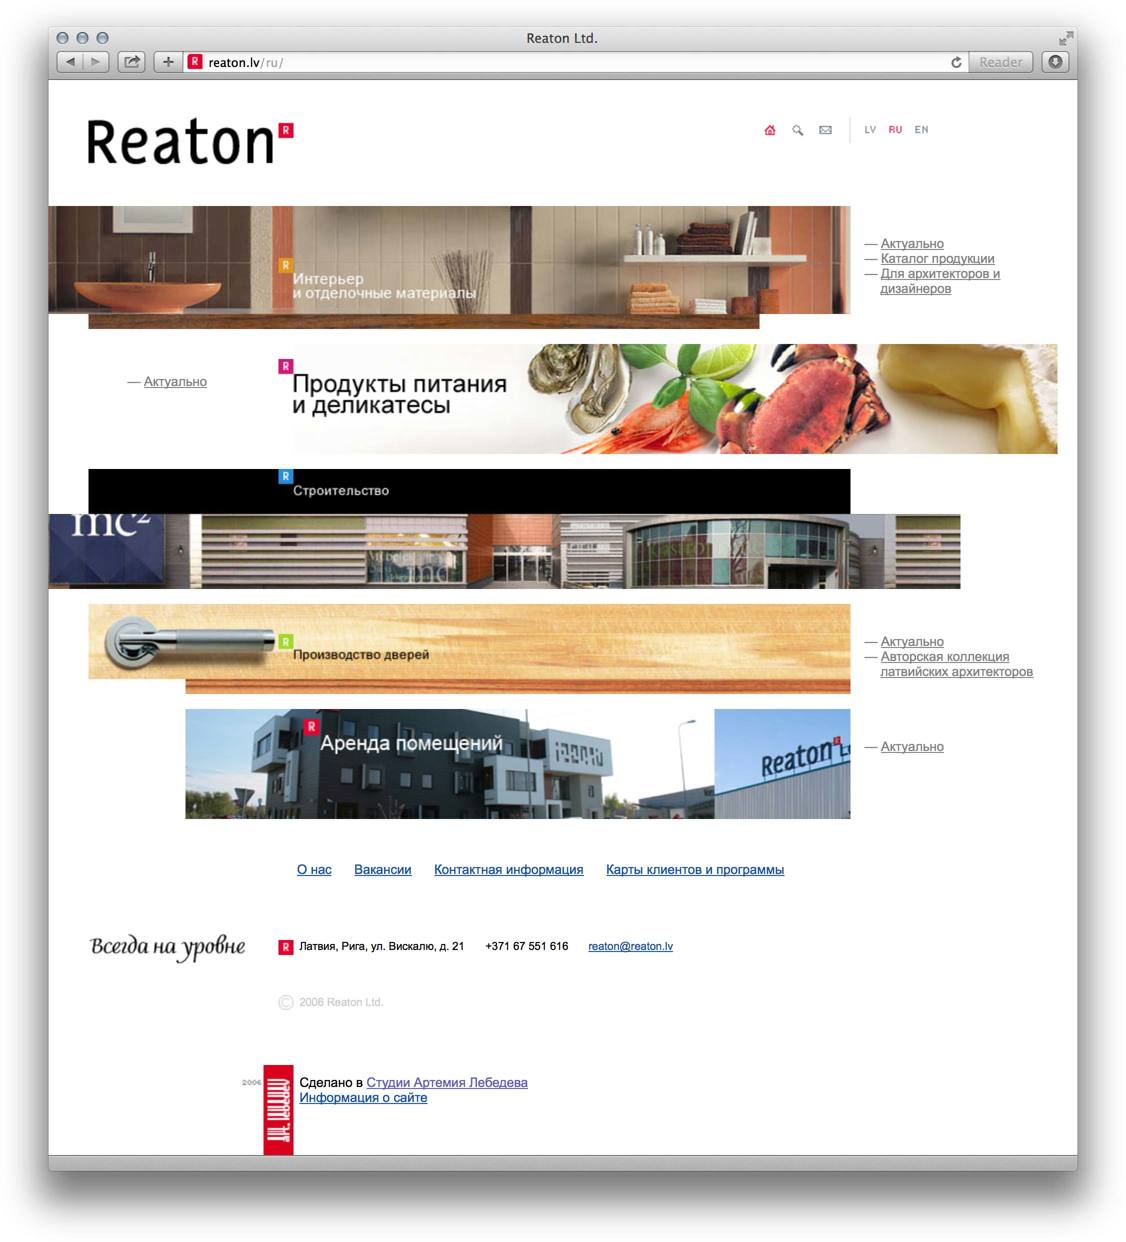 Reaton Ltd.
reaton.lv/ru/
Reader
Reaton R
LV RU EN
Интерьер
и отделочные материалы
— Актуально
— Каталог продукции
— Для архитекторов и
дизайнеров
— Актуально
Продукты питания
и деликатесы
Строительство
mc²
Производство дверей
— Актуально
— Авторская коллекция
латвийских архитекторов
Аренда помещений
Reaton
— Актуально
О нас Вакансии Контактная информация Карты клиентов и программы
Всегда на уровне
R Латвия, Рига, ул. Вискалю, д. 21 +371 67 551 616 reaton@reaton.lv
© 2006 Reaton Ltd.
2006
art. lebedev
Сделано в Студии Артемия Лебедева
Информация о сайте